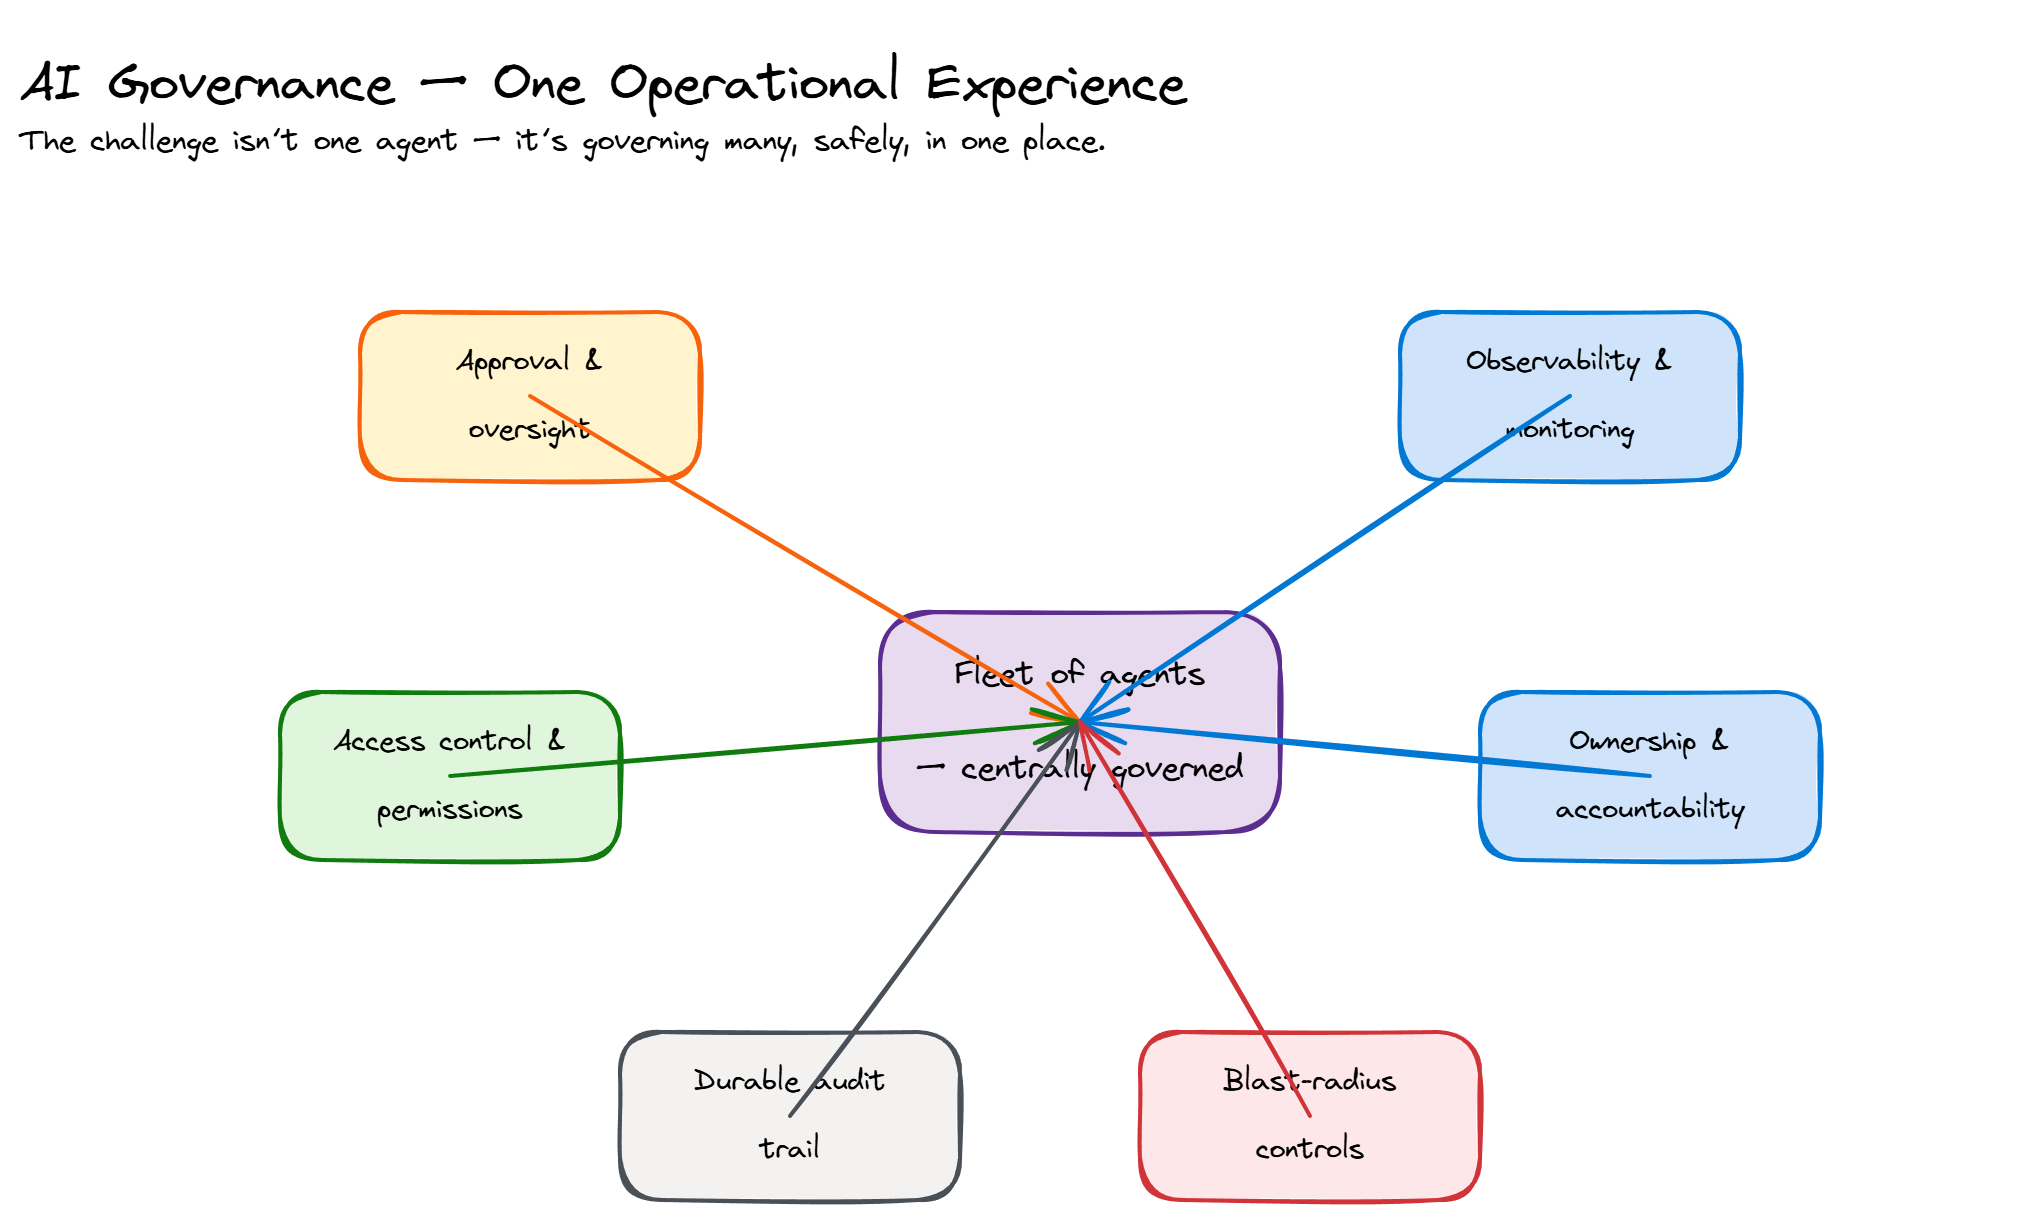 AI Governance — One Operational Experience
The challenge isn't one agent — it's governing many, safely, in one place.
Approval &
oversight
Observability &
monitoring
Fleet of agents
— centrally governed
Access control &
permissions
Ownership &
accountability
Durable audit
trail
Blast-radius
controls